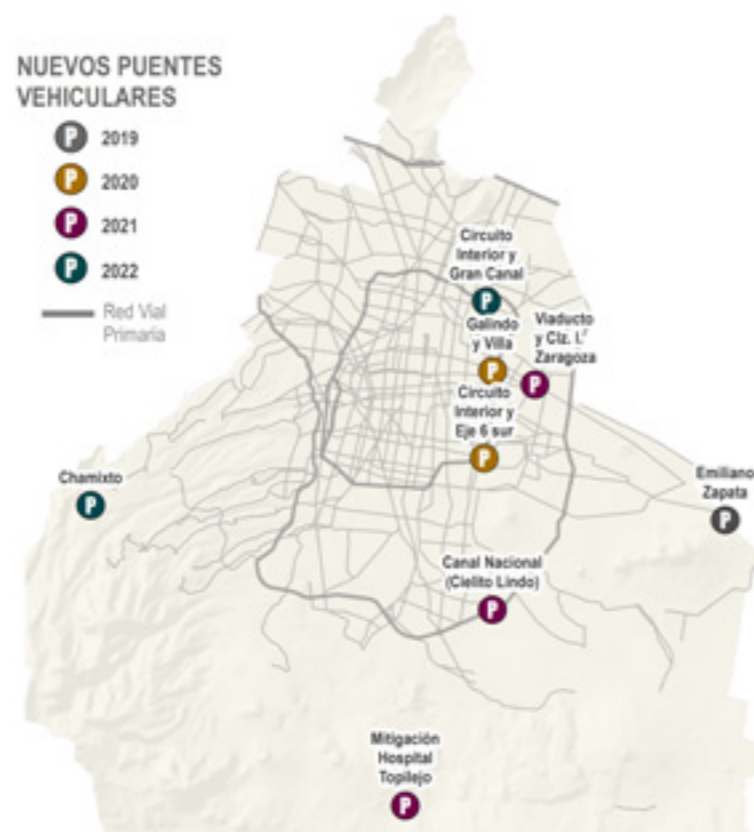 NUEVOS PUENTES
VEHICULARES
P 2019
P 2020
P 2021
P 2022
Red Vial
Primaria
Circuito
Interior y
Gran Canal
P
Galindo
y Villa
P
Viaducto
y Clz. I.
Zaragoza
P
Circuito
Interior y
Eje 6 sur
P
Chamixto
P
Emiliano
Zapata
P
Canal Nacional
(Cielito Lindo)
P
Mitigación
Hospital
Topilejo
P